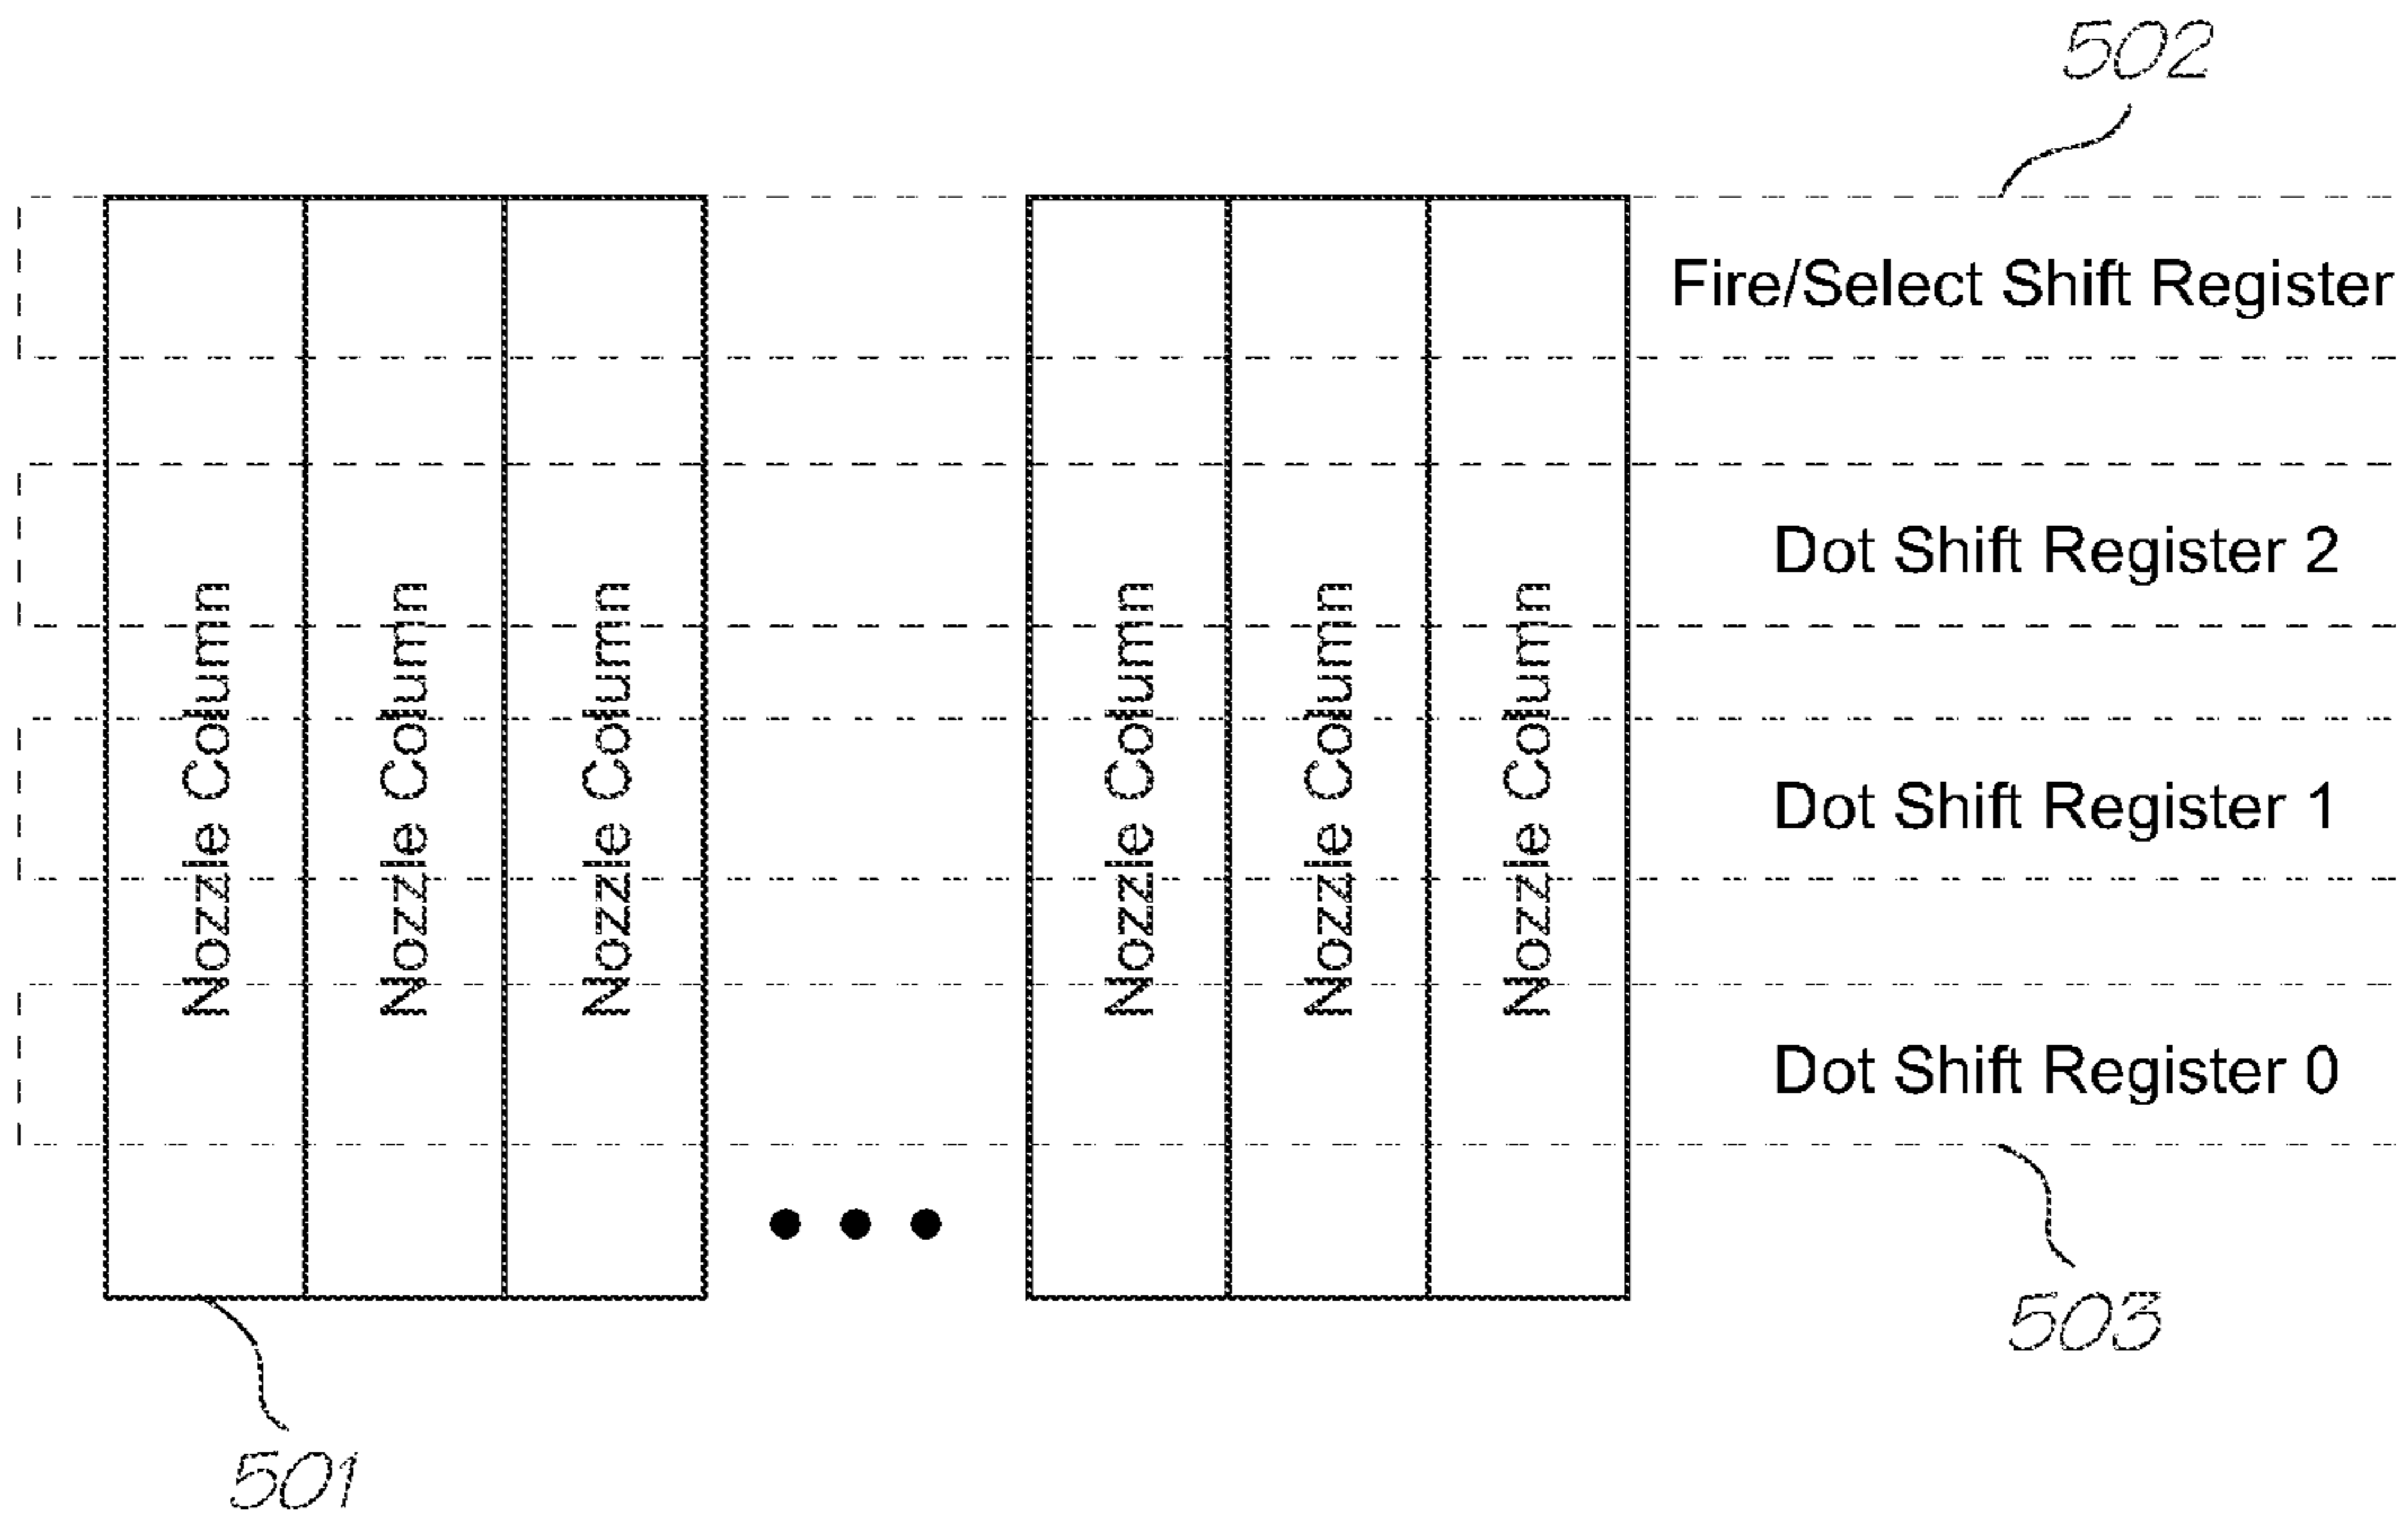 502
Fire/Select Shift Register
Dot Shift Register 2
Dot Shift Register 1
Dot Shift Register 0
Nozzle Column
Nozzle Column
Nozzle Column
Nozzle Column
Nozzle Column
Nozzle Column
503
501